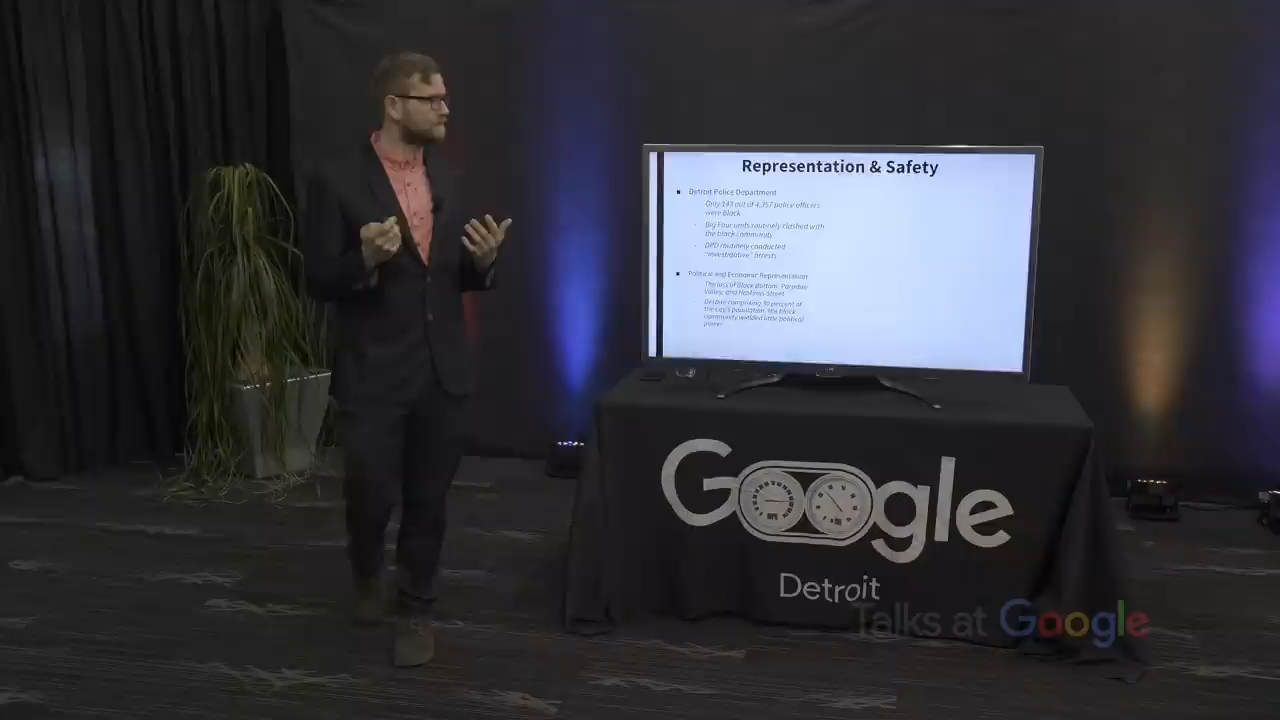 Representation & Safety
Detroit Police Department
Only 143 out of 4,357 police officers
were black
Big Four units routinely clashed with
the black community
DPD routinely conducted
"investigative" arrests
Political and Economic Representation
The loss of Black Bottom, Paradise
Valley, and Hastings Street
Despite comprising 30 percent of
the city's population, the black
community wielded little political
power
Google
Detroit
Talks at Google